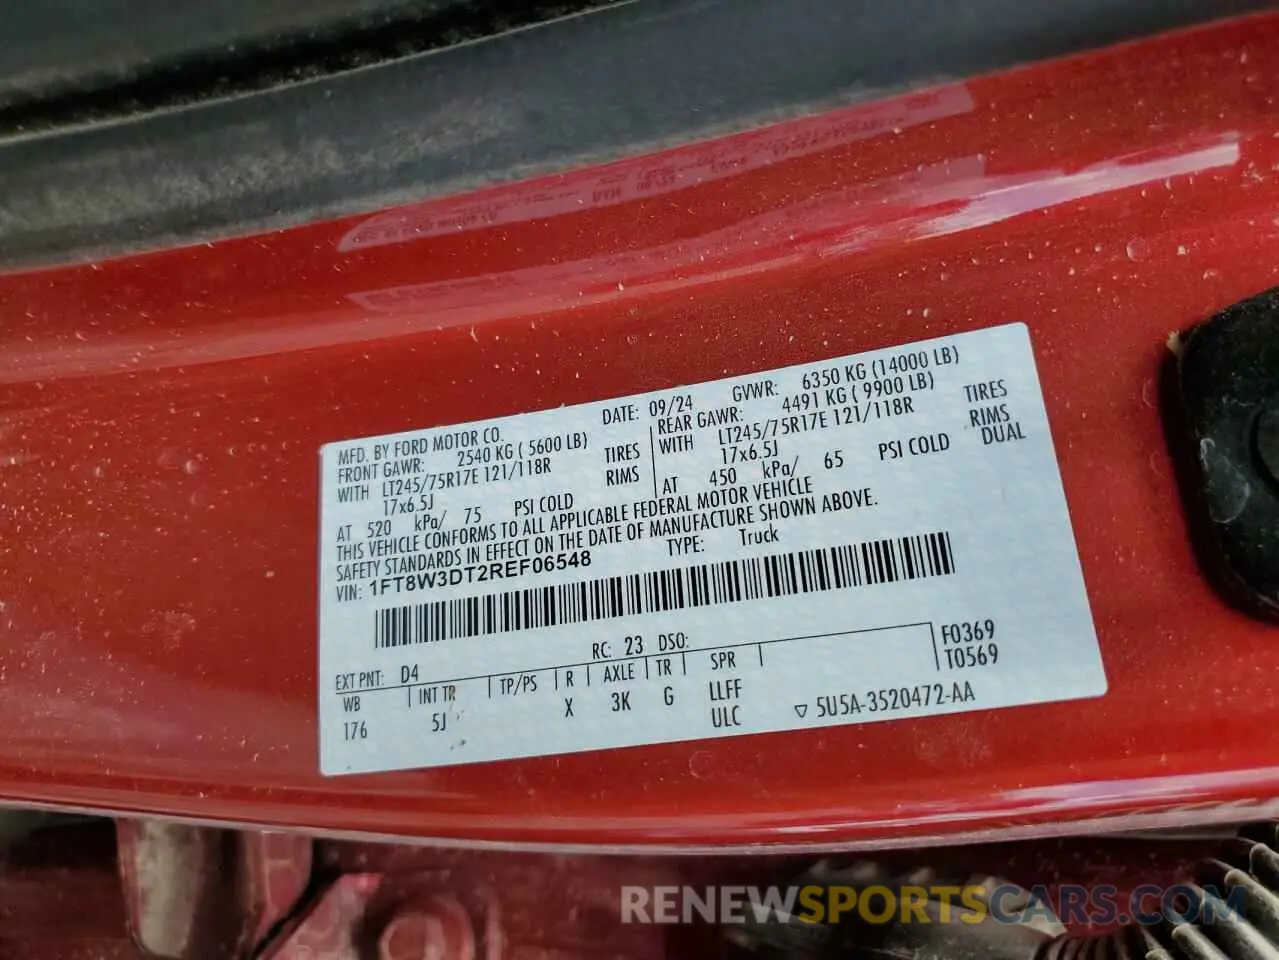 MFD. BY FORD MOTOR CO. DATE: 09/24 GVWR: 6350 KG (14000 LB)
FRONT GAWR: 2540 KG ( 5600 LB) REAR GAWR: 4491 KG ( 9900 LB)
WITH LT245/75R17E 121/118R TIRES WITH LT245/75R17E 121/118R TIRES
17x6.5J RIMS 17x6.5J RIMS
AT 520 kPa/ 75 PSI COLD AT 450 kPa/ 65 PSI COLD DUAL
THIS VEHICLE CONFORMS TO ALL APPLICABLE FEDERAL MOTOR VEHICLE
SAFETY STANDARDS IN EFFECT ON THE DATE OF MANUFACTURE SHOWN ABOVE.
VIN: 1FT8W3DT2REF06548 TYPE: Truck
RC: 23 DSO: F0369
EXT PNT: D4 T0569
WB INT TR TP/PS R AXLE TR SPR
176 5J X 3K G LLFF
ULC ▽ 5U5A-3520472-AA
RENEWSPORTSCARS.COM